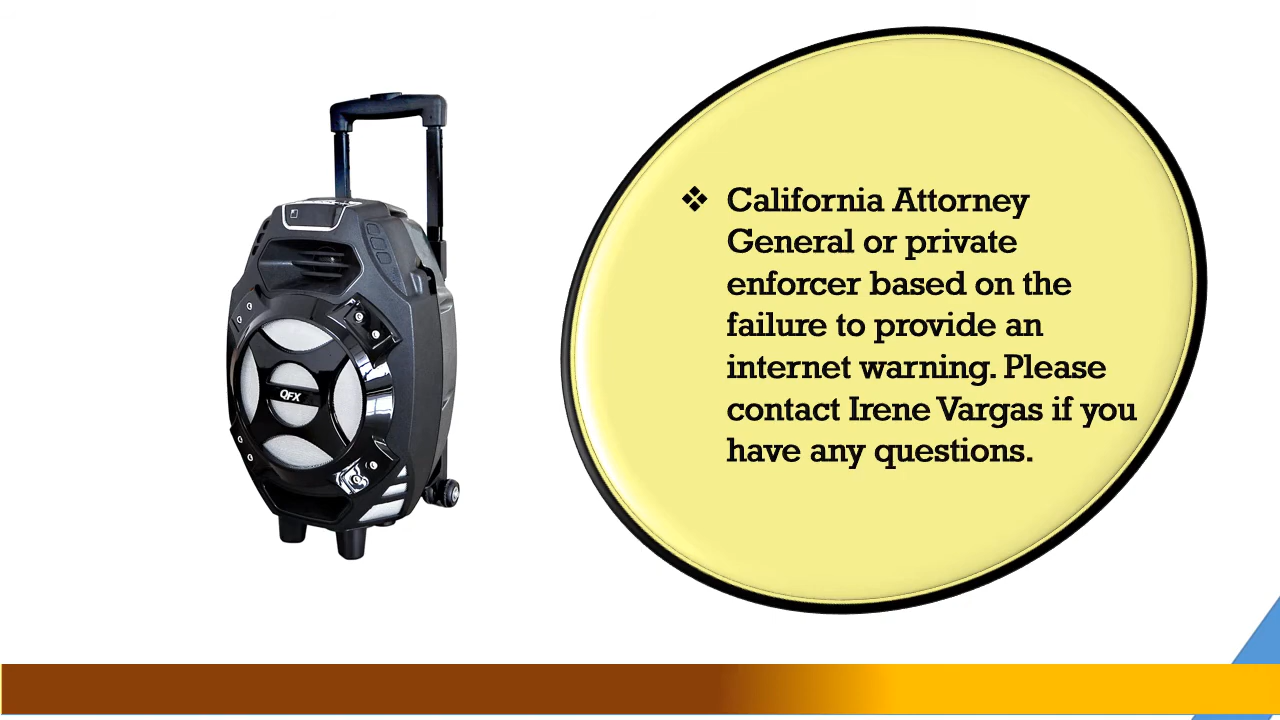 QFX
❖ California Attorney
General or private
enforcer based on the
failure to provide an
internet warning. Please
contact Irene Vargas if you
have any questions.